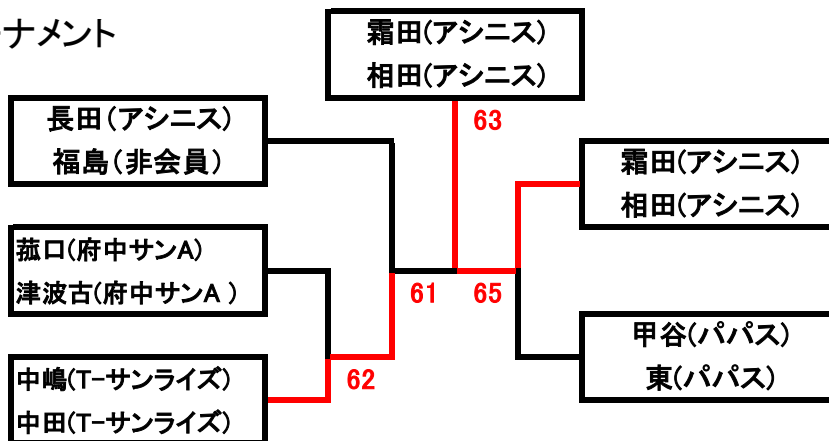 ーナメント
霜田(アシニス)
相田(アシニス)
63
長田(アシニス)
福島(非会員)
霜田(アシニス)
相田(アシニス)
菰口(府中サンA)
津波古(府中サンA )
61
65
甲谷(パパス)
東(パパス)
中嶋(T-サンライズ)
中田(T-サンライズ)
62